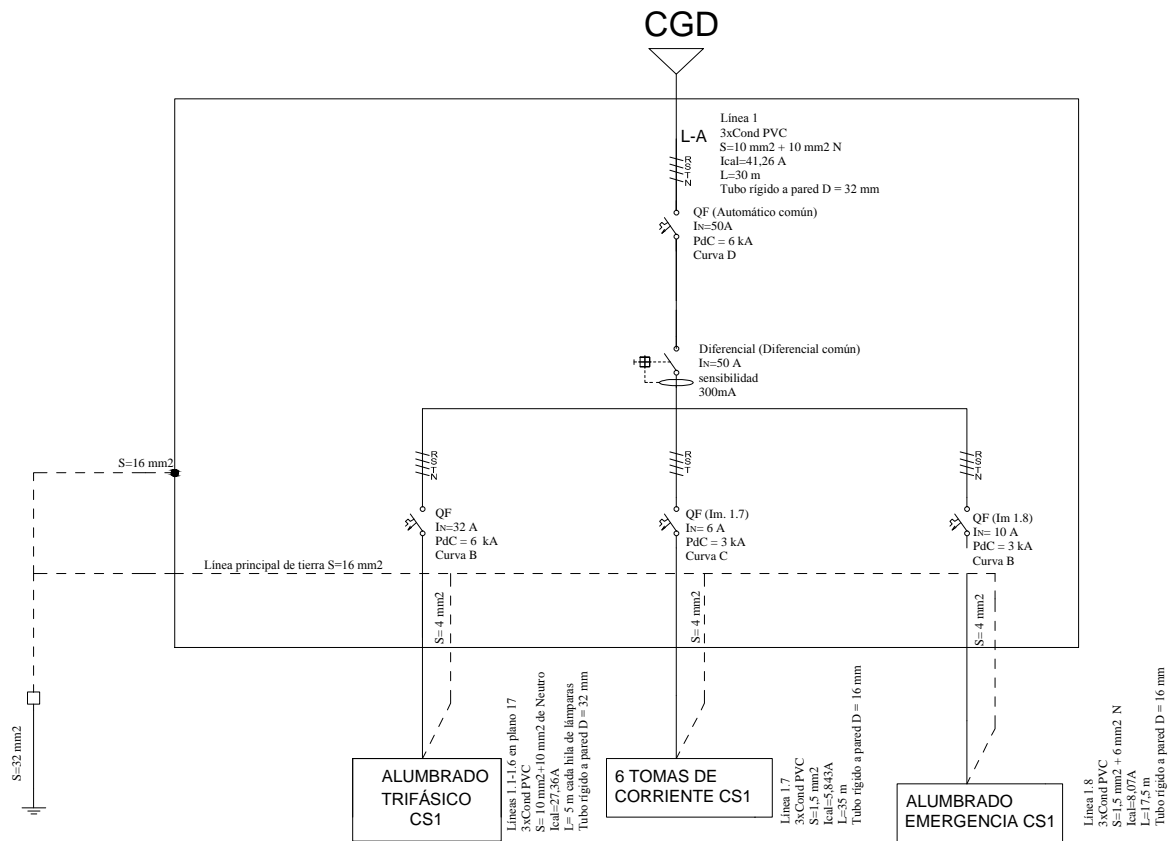 CGD
L-A
Línea 1
3xCond PVC
S=10 mm2 + 10 mm2 N
Ical=41,26 A
L=30 m
Tubo rígido a pared D = 32 mm
R
S
T
N
QF (Automático común)
IN=50A
PdC = 6 kA
Curva D
Diferencial (Diferencial común)
IN=50 A
sensibilidad
300mA
R
S
T
N
R
S
T
R
S
T
N
S=16 mm2
QF
IN=32 A
PdC = 6 kA
Curva B
QF (Im. 1.7)
IN= 6 A
PdC = 3 kA
Curva C
QF (Im 1.8)
IN= 10 A
PdC = 3 kA
Curva B
Línea principal de tierra S=16 mm2
S= 4 mm2
S= 4 mm2
S= 4 mm2
S=32 mm2
ALUMBRADO
TRIFÁSICO
CS1
Líneas 1.1-1.6 en plano 17
3xCond PVC
S= 10 mm2+10 mm2 de Neutro
Ical=27,36A
L= 5 m cada hila de lámparas
Tubo rígido a pared D = 32 mm
6 TOMAS DE
CORRIENTE CS1
Línea 1.7
3xCond PVC
S=1,5 mm2
Ical=5,843A
L=35 m
Tubo rígido a pared D = 16 mm
ALUMBRADO
EMERGENCIA CS1
Línea 1.8
3xCond PVC
S=1,5 mm2 + 6 mm2 N
Ical=8,07A
L=17,5 m
Tubo rígido a pared D = 16 mm